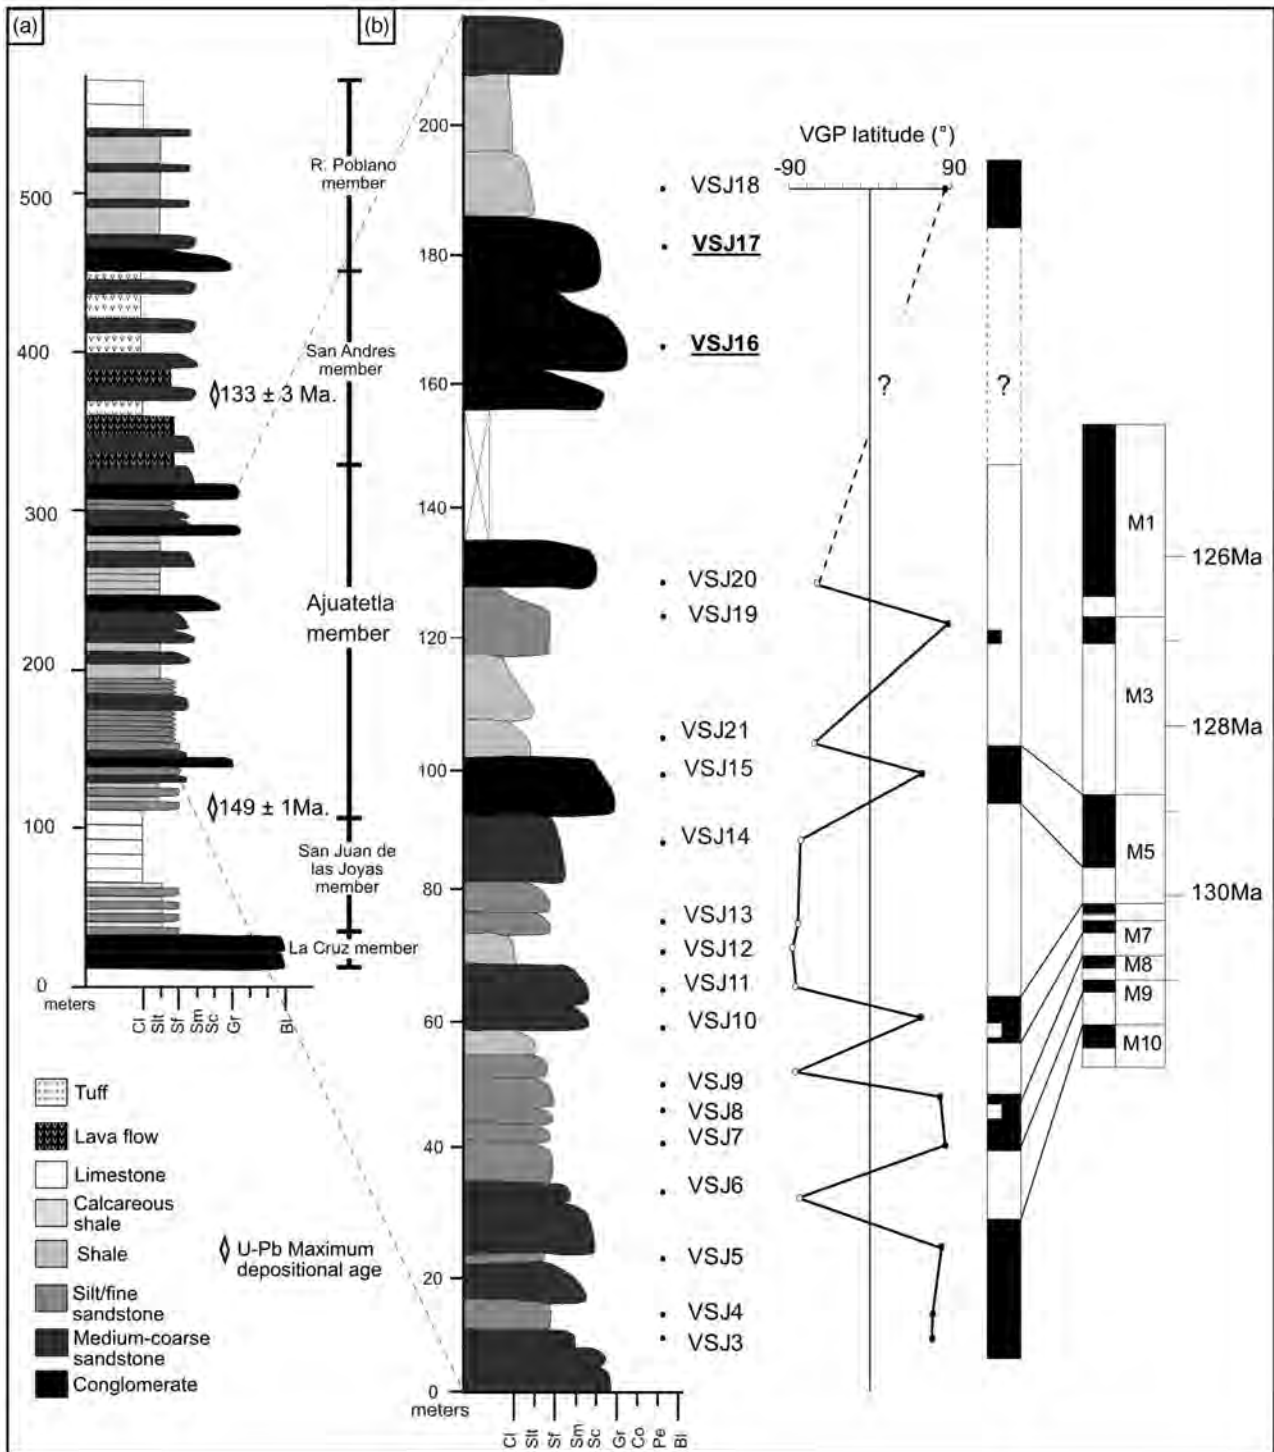 (a)
500
400
300
200
100
0
meters
Cl
Slt
Sf
Sm
Sc
Gr
Bl
R. Poblano
member
San Andres
member
133 ± 3 Ma.
Ajuatetla
member
149 ± 1Ma.
San Juan de
las Joyas
member
La Cruz member
Tuff
Lava flow
Limestone
Calcareous
shale
Shale
Silt/fine
sandstone
Medium-coarse
sandstone
Conglomerate
U-Pb Maximum
depositional age
(b)
200
180
160
140
120
100
80
60
40
20
0
meters
Cl
Slt
Sf
Sm
Sc
Gr
Co
Pe
Bl
VSJ18
VSJ17
VSJ16
VSJ20
VSJ19
VSJ21
VSJ15
VSJ14
VSJ13
VSJ12
VSJ11
VSJ10
VSJ9
VSJ8
VSJ7
VSJ6
VSJ5
VSJ4
VSJ3
VGP latitude (°)
-90
90
?
?
M1
M3
M5
M7
M8
M9
M10
126Ma
128Ma
130Ma